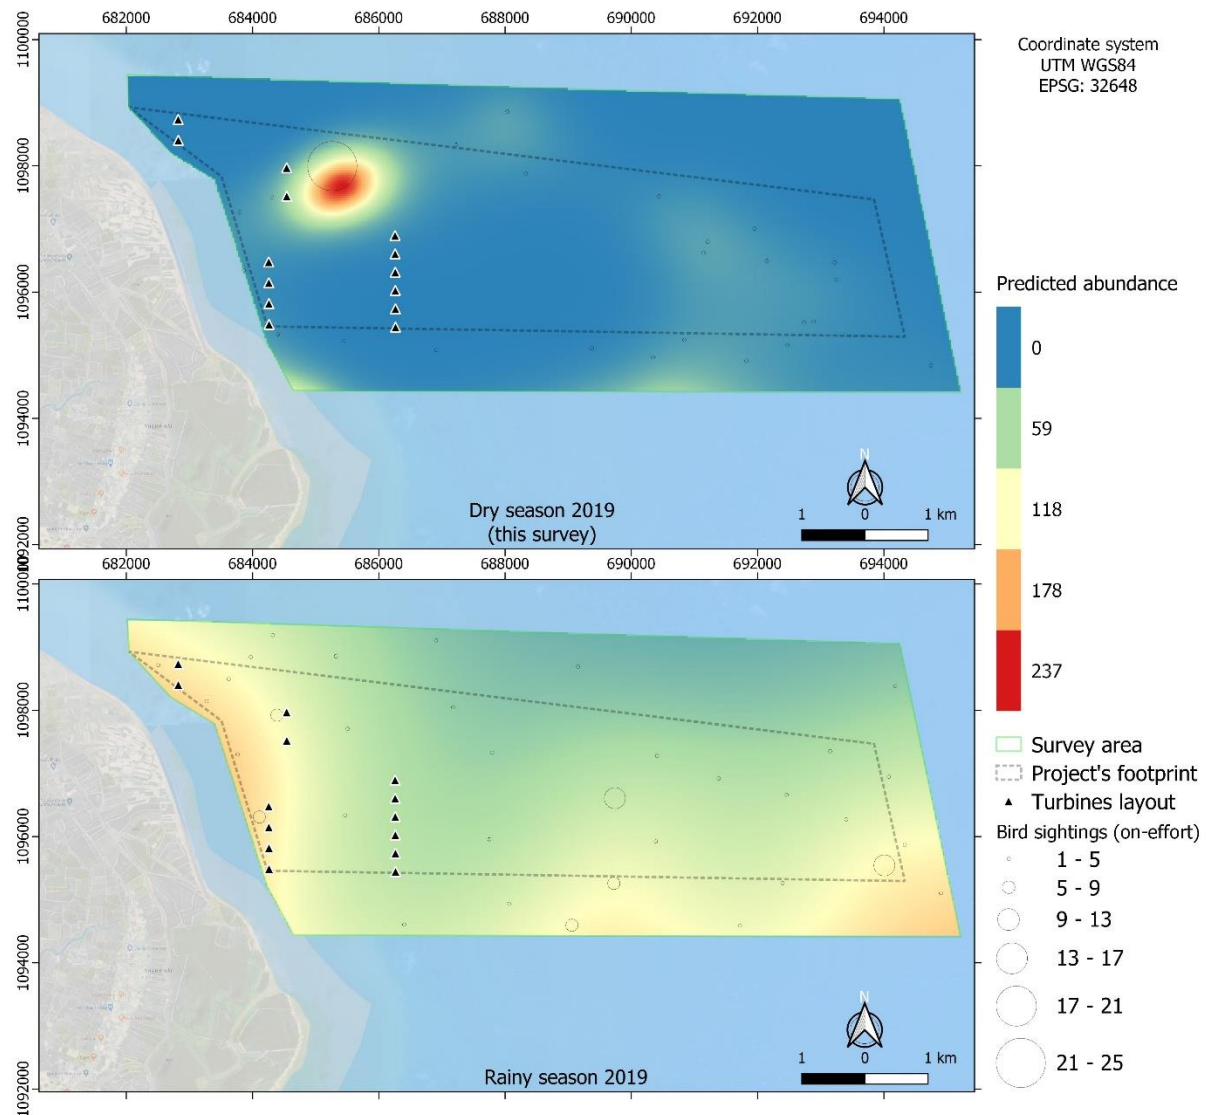 682000 684000 686000 688000 690000 692000 694000
1100000
1098000
1096000
1094000
1092000
N
Dry season 2019
(this survey)
1 0 1 km
682000 684000 686000 688000 690000 692000 694000
1100000
1098000
1096000
1094000
1092000
N
Rainy season 2019
1 0 1 km
Coordinate system
UTM WGS84
EPSG: 32648
Predicted abundance
0
59
118
178
237
Survey area
Project's footprint
Turbines layout
Bird sightings (on-effort)
1 - 5
5 - 9
9 - 13
13 - 17
17 - 21
21 - 25